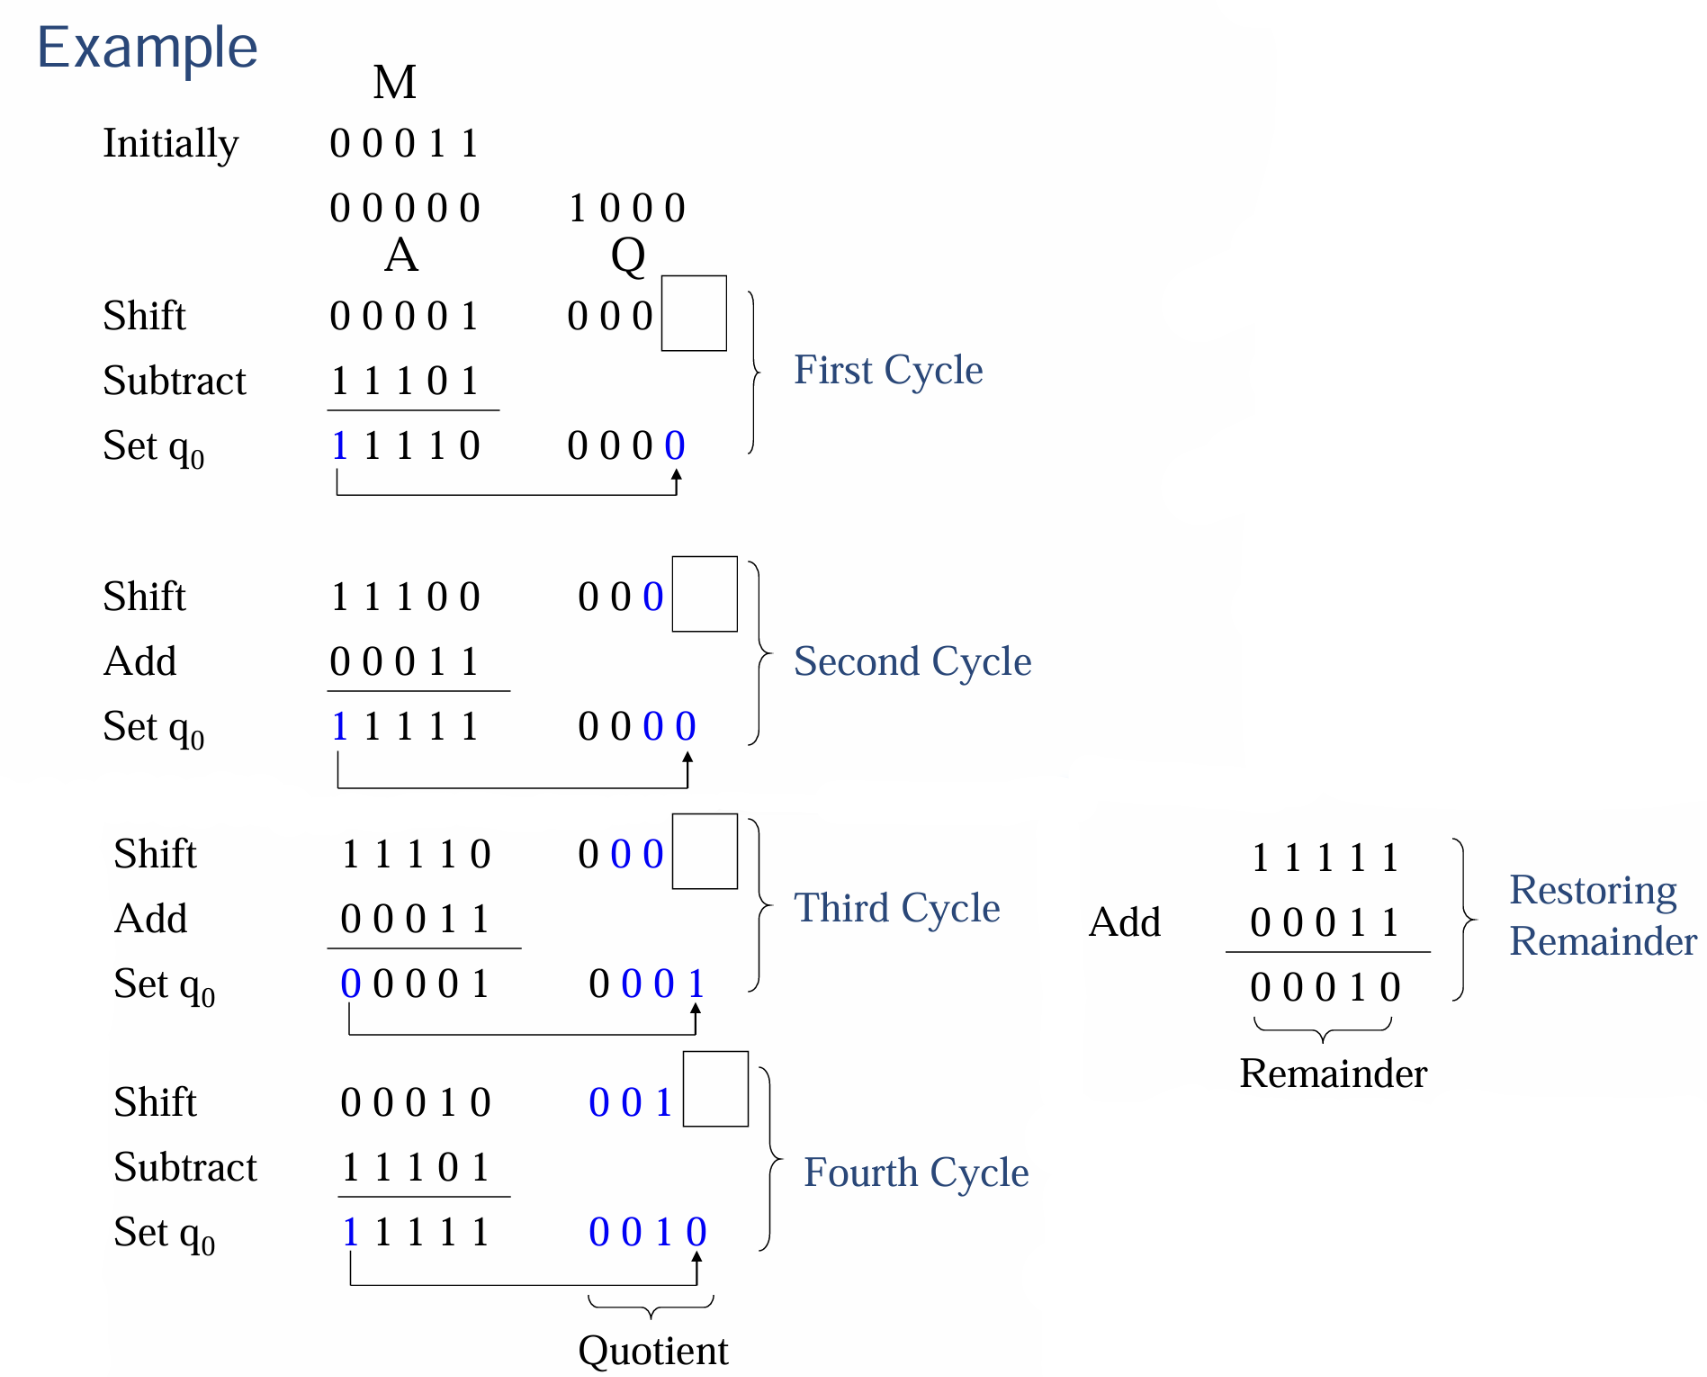 Example
M
Initially 0 0 0 1 1
0 0 0 0 0 1 0 0 0
A Q
Shift 0 0 0 0 1 0 0 0
Subtract 1 1 1 0 1
First Cycle
Set q0 1 1 1 1 0 0 0 0 0
Shift 1 1 1 0 0 0 0 0
Add 0 0 0 1 1
Second Cycle
Set q0 1 1 1 1 1 0 0 0 0
Shift 1 1 1 1 0 0 0 0
Add 0 0 0 1 1
Third Cycle
Set q0 0 0 0 0 1 0 0 0 1
Shift 0 0 0 1 0 0 0 1
Subtract 1 1 1 0 1
Fourth Cycle
Set q0 1 1 1 1 1 0 0 1 0
Quotient
1 1 1 1 1
Add 0 0 0 1 1
0 0 0 1 0
Restoring
Remainder
Remainder